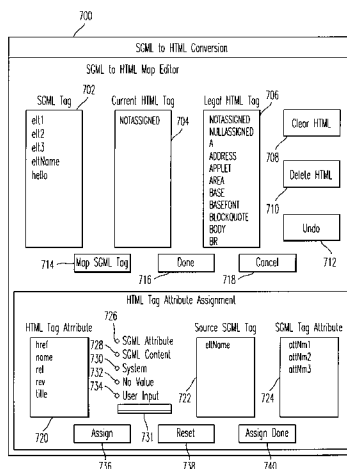 700
SGML to HTML Conversion
SGML to HTML Map Editor
SGML Tag
702
elt1
elt2
elt3
eltName
hello
Current HTML Tag
NOTASSIGNED
704
Legal HTML Tag
706
NOTASSIGNED
NULLASSIGNED
A
ADDRESS
APPLET
AREA
BASE
BASEFONT
BLOCKQUOTE
BODY
BR
Clear HTML
708
Delete HTML
710
Undo
712
714
Map SGML Tag
Done
716
Cancel
718
HTML Tag Attribute Assignment
HTML Tag Attribute
href
name
rel
rev
title
720
726
SGML Attribute
728
SGML Content
730
System
732
No Value
734
User Input
731
Source SGML Tag
eltName
722
SGML Tag Attribute
attNm1
attNm2
attNm3
724
Assign
736
Reset
738
Assign Done
740